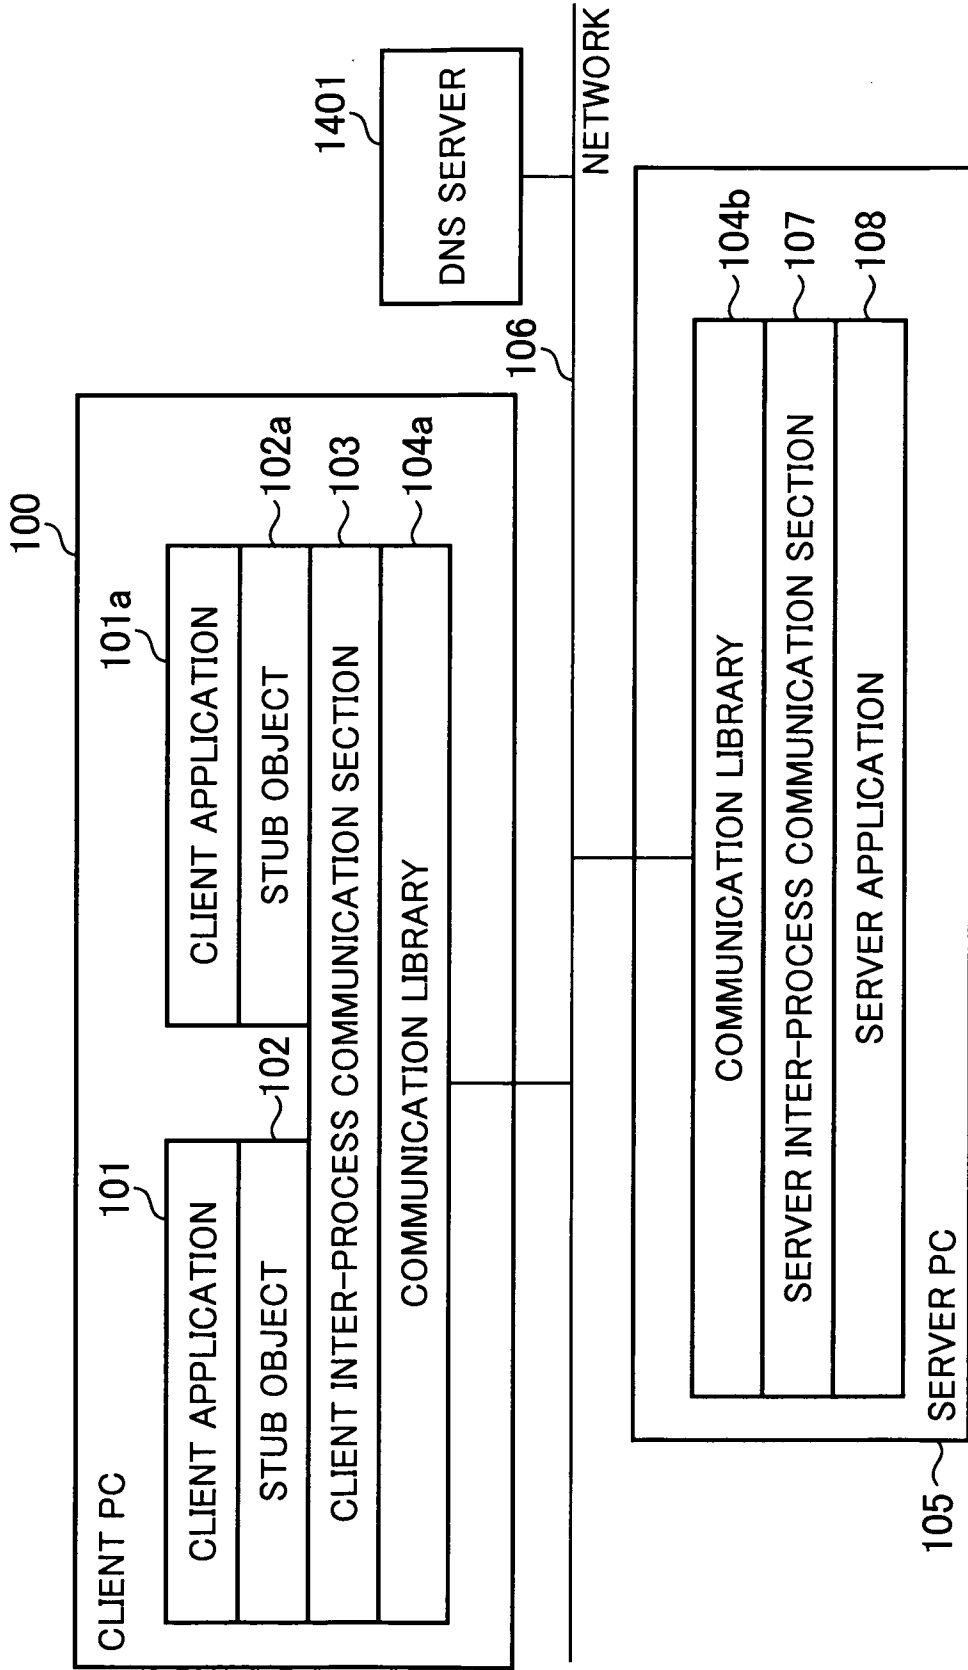 100
CLIENT PC
101
CLIENT APPLICATION
STUB OBJECT
102
101a
CLIENT APPLICATION
STUB OBJECT
102a
CLIENT INTER-PROCESS COMMUNICATION SECTION
103
COMMUNICATION LIBRARY
104a
1401
DNS SERVER
106
NETWORK
COMMUNICATION LIBRARY
104b
SERVER INTER-PROCESS COMMUNICATION SECTION
107
SERVER APPLICATION
108
SERVER PC
105